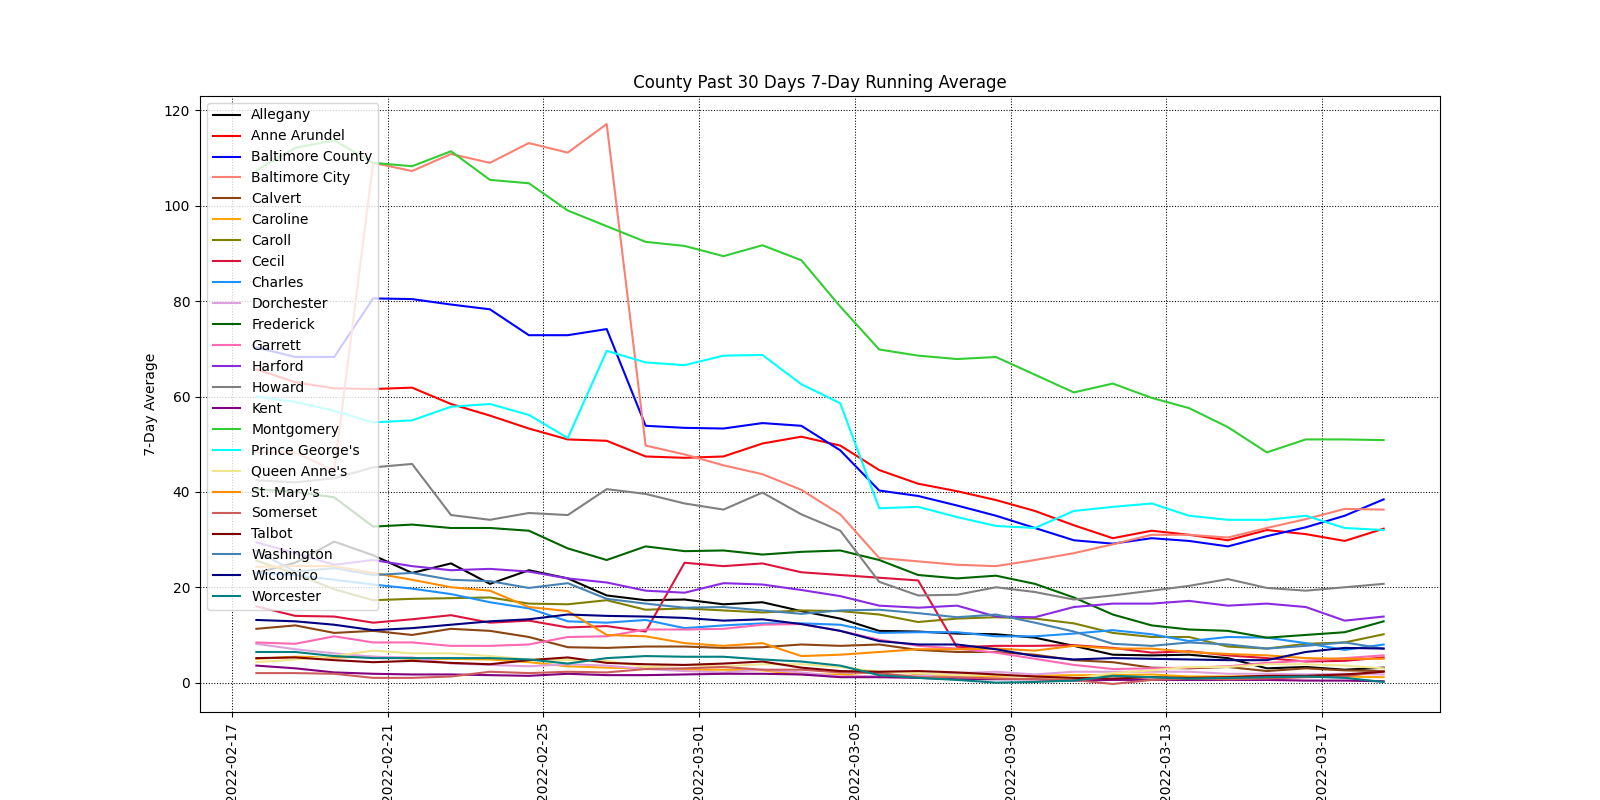 County Past 30 Days 7-Day Running Average
120
100
80
60
40
20
0
7-Day Average
Allegany
Anne Arundel
Baltimore County
Baltimore City
Calvert
Caroline
Caroll
Cecil
Charles
Dorchester
Frederick
Garrett
Harford
Howard
Kent
Montgomery
Prince George's
Queen Anne's
St. Mary's
Somerset
Talbot
Washington
Wicomico
Worcester
2022-02-17
2022-02-21
2022-02-25
2022-03-01
2022-03-05
2022-03-09
2022-03-13
2022-03-17